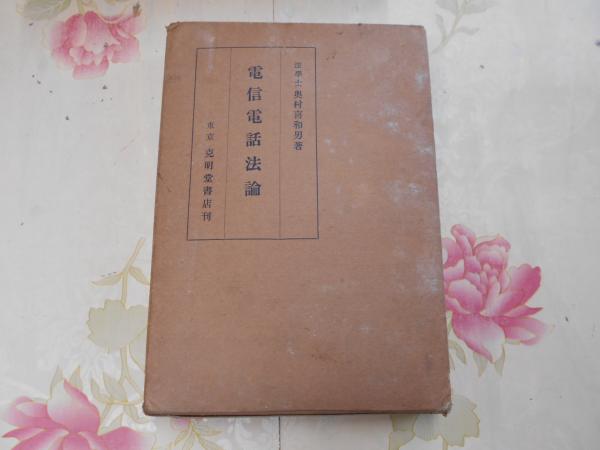 法學士 奥村喜和男著
電信電話法論
東京 克明堂書店刊